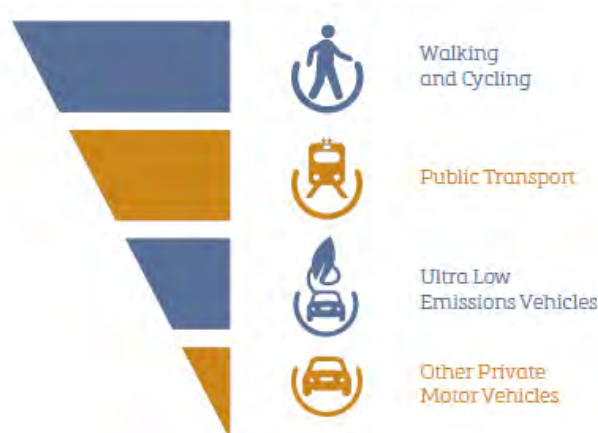 Walking
and Cycling
Public Transport
Ultra Low
Emissions Vehicles
Other Private
Motor Vehicles